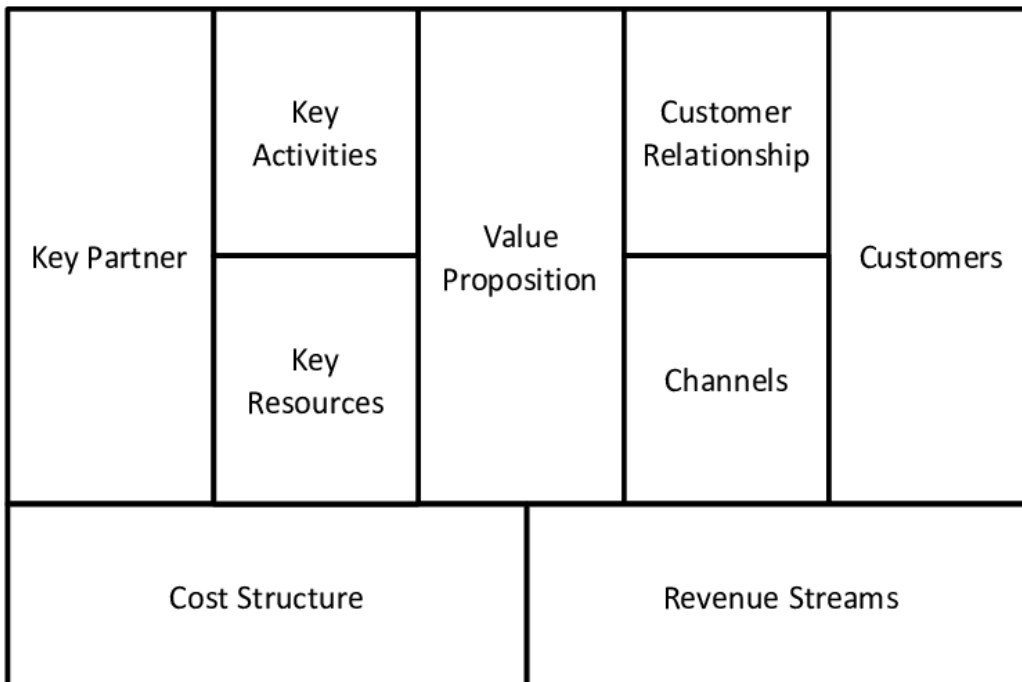 Key Partner
Key
Activities
Key
Resources
Value
Proposition
Customer
Relationship
Channels
Customers
Cost Structure
Revenue Streams